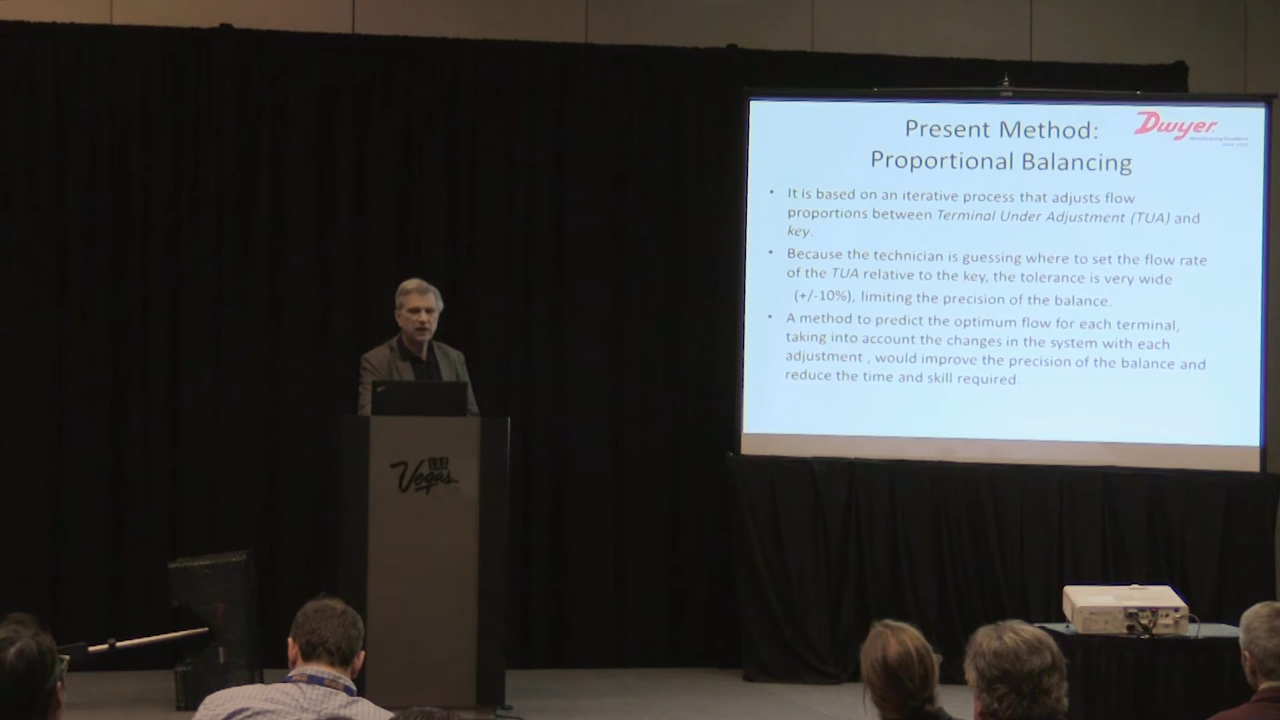 Present Method:
Dwyer
Proportional Balancing
• It is based on an iterative process that adjusts flow
proportions between Terminal Under Adjustment (TUA) and
key.
• Because the technician is guessing where to set the flow rate
of the TUA relative to the key, the tolerance is very wide
(+/-10%), limiting the precision of the balance.
• A method to predict the optimum flow for each terminal,
taking into account the changes in the system with each
adjustment , would improve the precision of the balance and
reduce the time and skill required.
LAS
Vegas